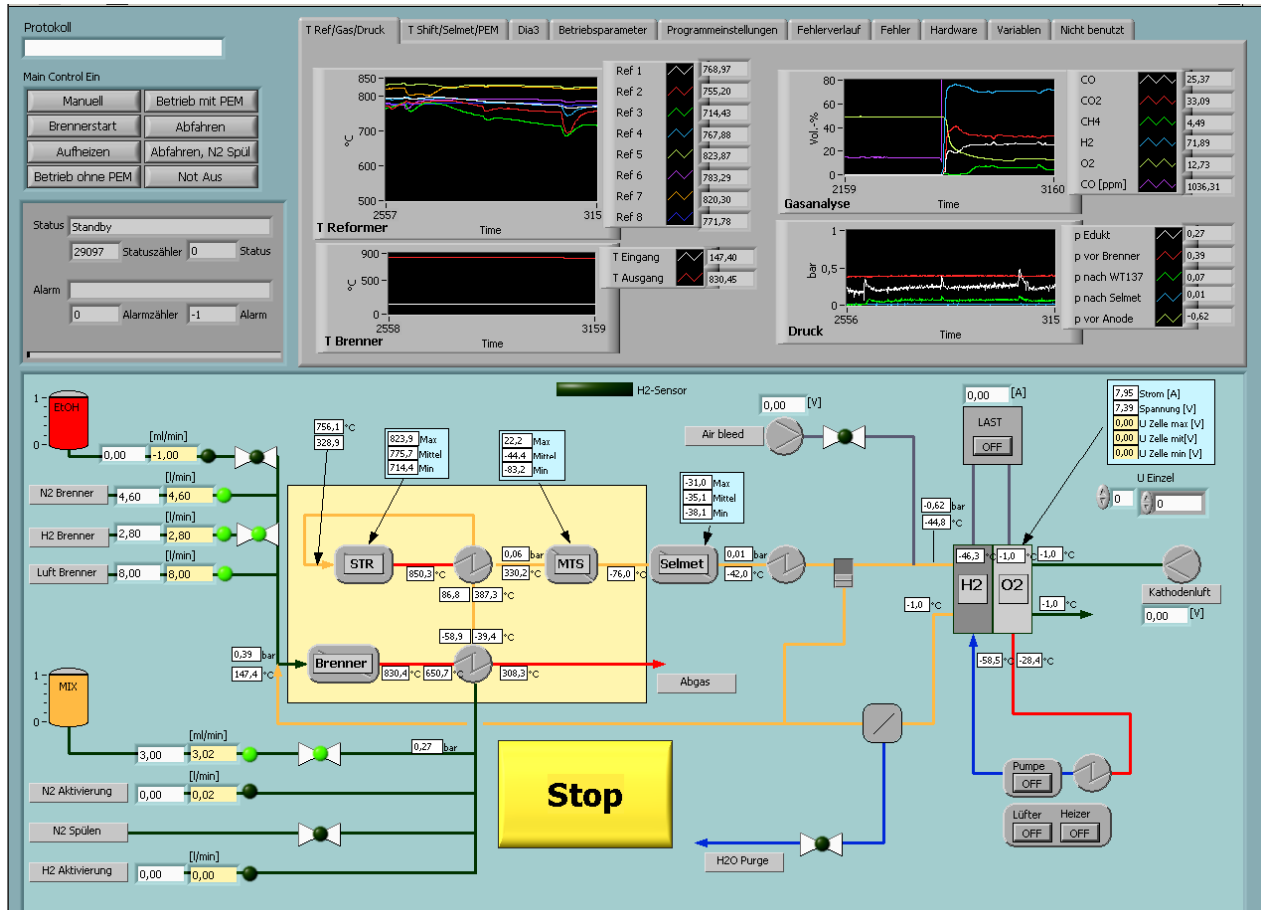 Protokoll
Main Control Ein
Manuell Betrieb mit PEM
Brennerstart Abfahren
Aufheizen Abfahren, N2 Spül
Betrieb ohne PEM Not Aus
Status Standby
29097 Statuszähler 0 Status
Alarm
0 Alarmzähler -1 Alarm
T Ref/Gas/Druck T Shift/Selmet/PEM Dia3 Betriebsparameter Programmeinstellungen Fehlerverlauf Fehler Hardware Variablen Nicht benutzt
850
700
600
500
°C
2557 315
T Reformer Time
Ref 1 768,97
Ref 2 755,20
Ref 3 714,43
Ref 4 767,88
Ref 5 823,87
Ref 6 783,29
Ref 7 820,30
Ref 8 771,78
900
500
0
°C
2558 3159
T Brenner Time
T Eingang 147,40
T Ausgang 830,45
80
60
40
20
0
Vol.-%
2159 3160
Gasanalyse Time
CO 25,37
CO2 33,09
CH4 4,49
H2 71,89
O2 12,73
CO [ppm] 1036,31
1
0,5
0
bar
2556 315
Druck Time
p Edukt 0,27
p vor Brenner 0,39
p nach WT137 0,07
p nach Selmet 0,01
p vor Anode -0,62
H2-Sensor
1
EtOH
0
[ml/min]
0,00 -1,00
[l/min]
N2 Brenner 4,60 4,60
[l/min]
H2 Brenner 2,80 2,80
[l/min]
Luft Brenner 8,00 8,00
756,1 °C
328,9
823,9 Max
775,7 Mittel
714,4 Min
22,2 Max
-44,4 Mittel
-83,2 Min
-31,0 Max
-35,1 Mittel
-38,1 Min
STR
850,3 °C
0,06 bar
330,2 °C
MTS
-76,0 °C
Selmet
0,01 bar
-42,0 °C
86,8 387,3 °C
-58,9 -39,4 °C
Brenner
830,4 °C 650,7 °C
308,3 °C
Abgas
0,39 bar
147,4 °C
0,00 [V]
Air bleed
0,00 [A]
LAST
OFF
7,95 Strom [A]
7,39 Spannung [V]
0,00 U Zelle max [V]
0,00 U Zelle mit[V]
0,00 U Zelle min [V]
U Einzel
0 0
-0,62 bar
-44,8 °C
-46,3 °C -1,0 °C -1,0 °C
H2 O2
-1,0 °C
-1,0 °C
Kathodenluft
0,00 [V]
-58,5 °C -28,4 °C
Pumpe
OFF
Lüfter Heizer
OFF OFF
1
MIX
0
[ml/min]
3,00 3,02
0,27 bar
[l/min]
N2 Aktivierung 0,00 0,02
N2 Spülen
[l/min]
H2 Aktivierung 0,00 0,00
Stop
H2O Purge